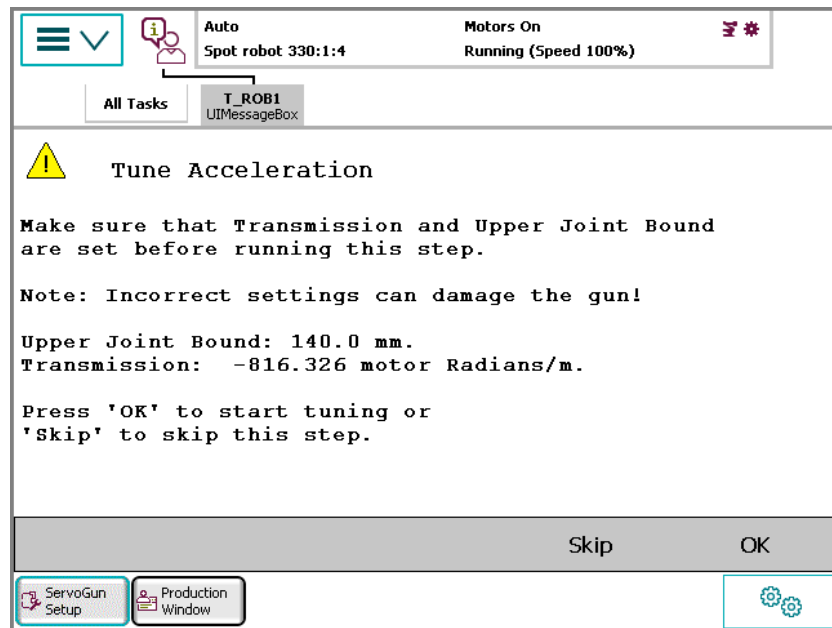 Auto
Motors On
Spot robot 330:1:4
Running (Speed 100%)
All Tasks
T_ROB1
UIMessageBox
Tune Acceleration
Make sure that Transmission and Upper Joint Bound
are set before running this step.
Note: Incorrect settings can damage the gun!
Upper Joint Bound: 140.0 mm.
Transmission:  -816.326 motor Radians/m.
Press 'OK' to start tuning or
'Skip' to skip this step.
Skip
OK
ServoGun
Setup
Production
Window